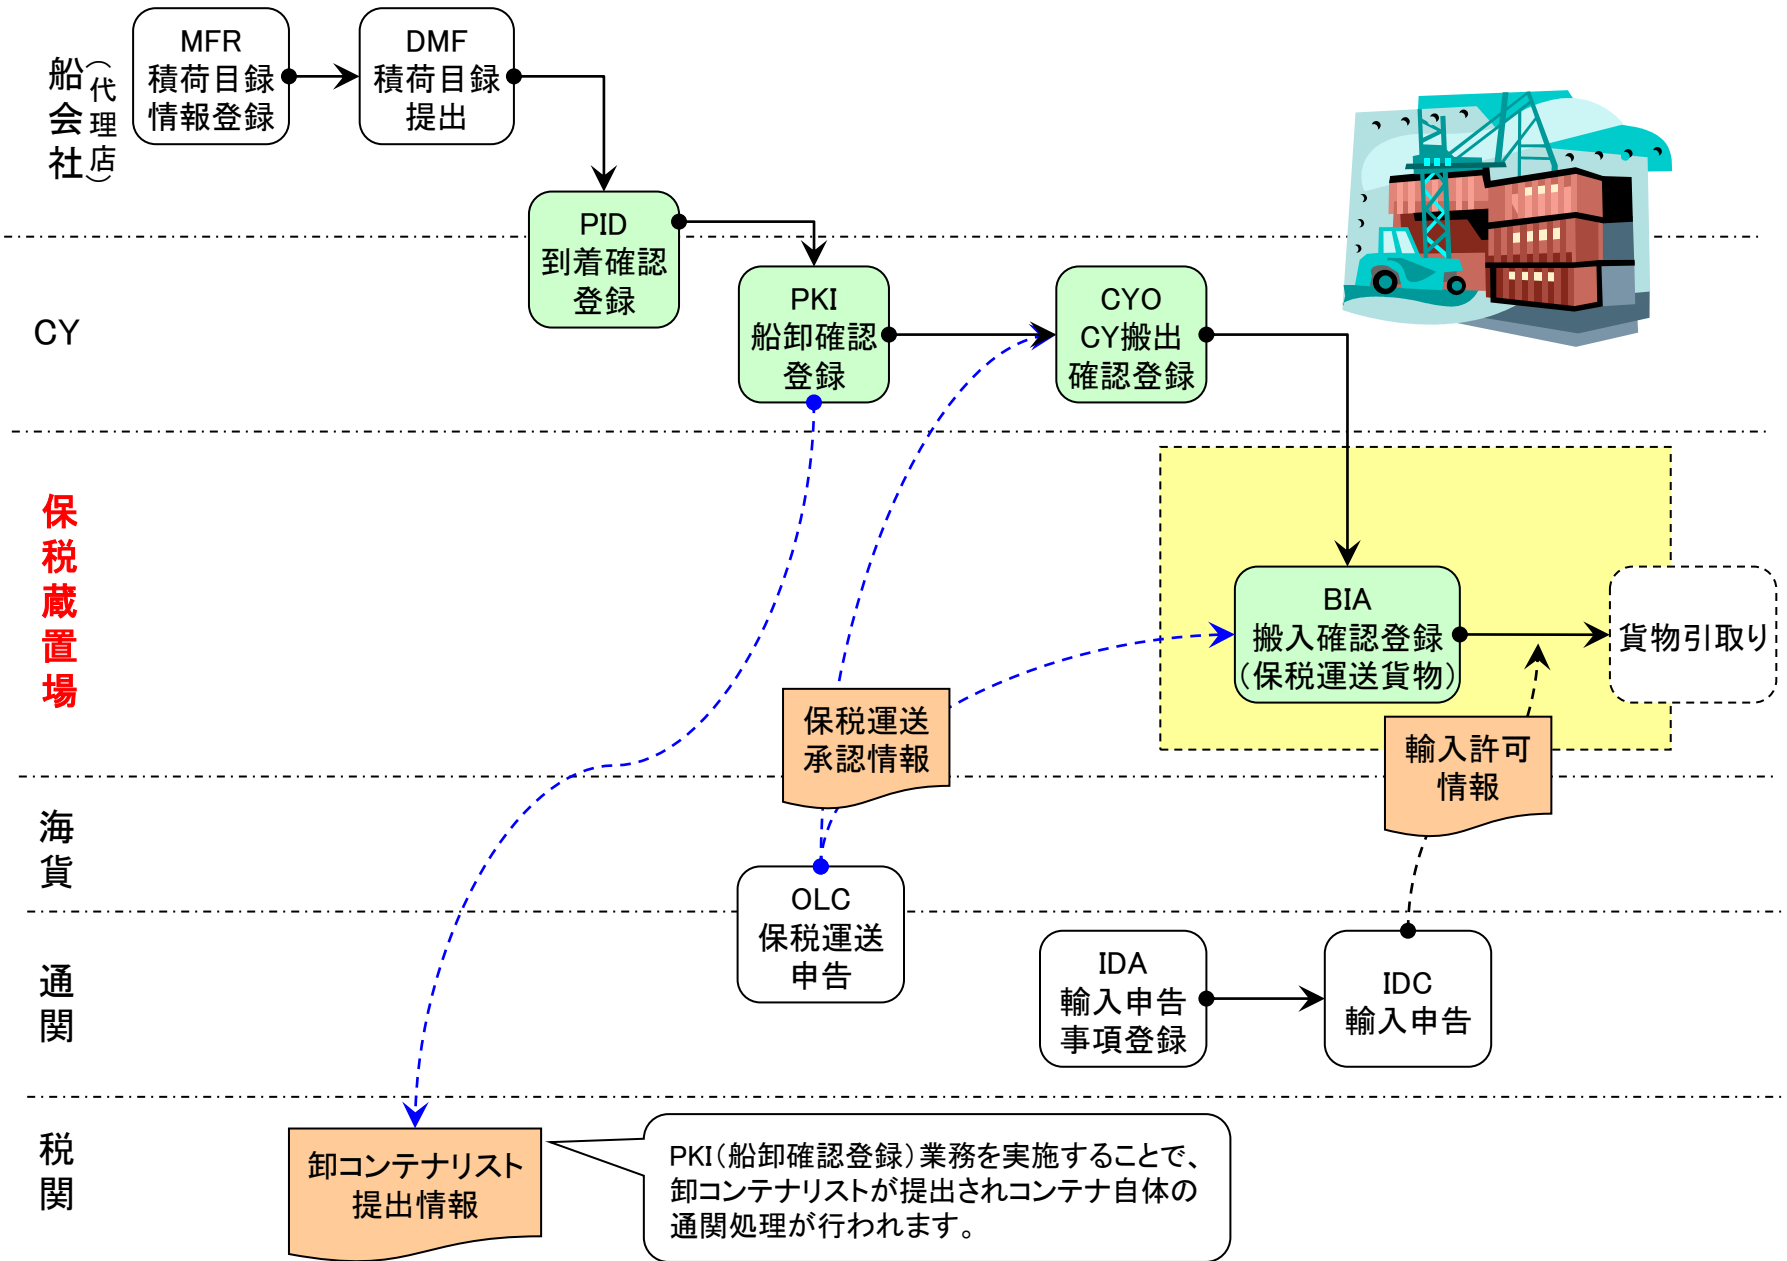 船会社
(代理店)
MFR
積荷目録
情報登録
DMF
積荷目録
提出
PID
到着確認
登録
CY
PKI
船卸確認
登録
CYO
CY搬出
確認登録
保税蔵置場
BIA
搬入確認登録
(保税運送貨物)
貨物引取り
保税運送
承認情報
輸入許可
情報
海貨
OLC
保税運送
申告
通関
IDA
輸入申告
事項登録
IDC
輸入申告
税関
卸コンテナリスト
提出情報
PKI(船卸確認登録)業務を実施することで、
卸コンテナリストが提出されコンテナ自体の
通関処理が行われます。